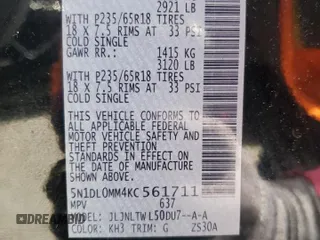 2921 LB
WITH P235/65R18 TIRES
18 X 7.5 RIMS AT 33 PSI
COLD SINGLE
GAWR RR.: 1415 KG
3120 LB
WITH P235/65R18 TIRES
18 X 7.5 RIMS AT 33 PSI
COLD SINGLE
THIS VEHICLE CONFORMS TO
ALL APPLICABLE FEDERAL
MOTOR VEHICLE SAFETY
AND THEFT PREVENTION
STANDARDS IN EFFECT ON
THE DATE OF MANUFACTURE
SHOWN ABOVE.
5N1DL0MM4KC561711
MPV 637
MODEL: JLJNLTWL50DU7--A-A
COLOR: KH3 TRIM: G ZS30A